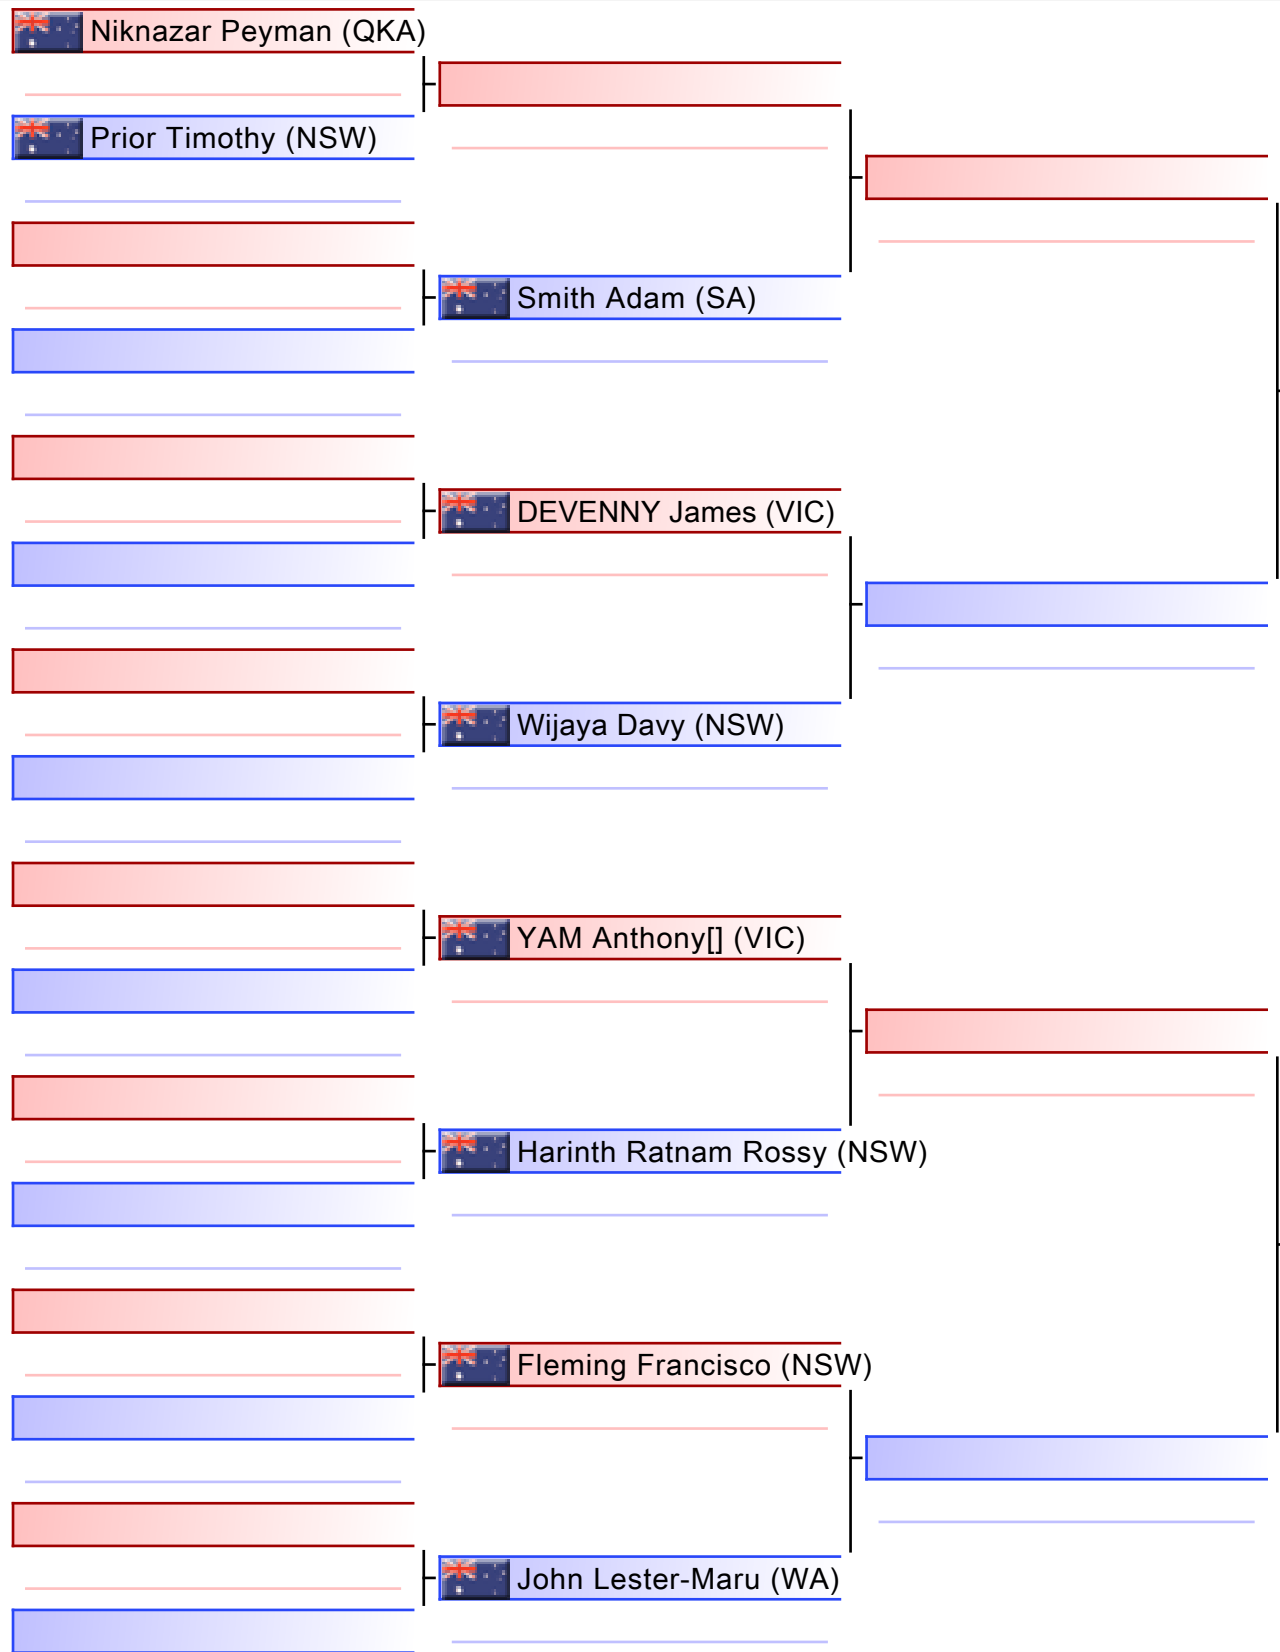 Niknazar Peyman (QKA)
Prior Timothy (NSW)
Smith Adam (SA)
DEVENNY James (VIC)
Wijaya Davy (NSW)
YAM Anthony[] (VIC)
Harinth Ratnam Rossy (NSW)
Fleming Francisco (NSW)
John Lester-Maru (WA)